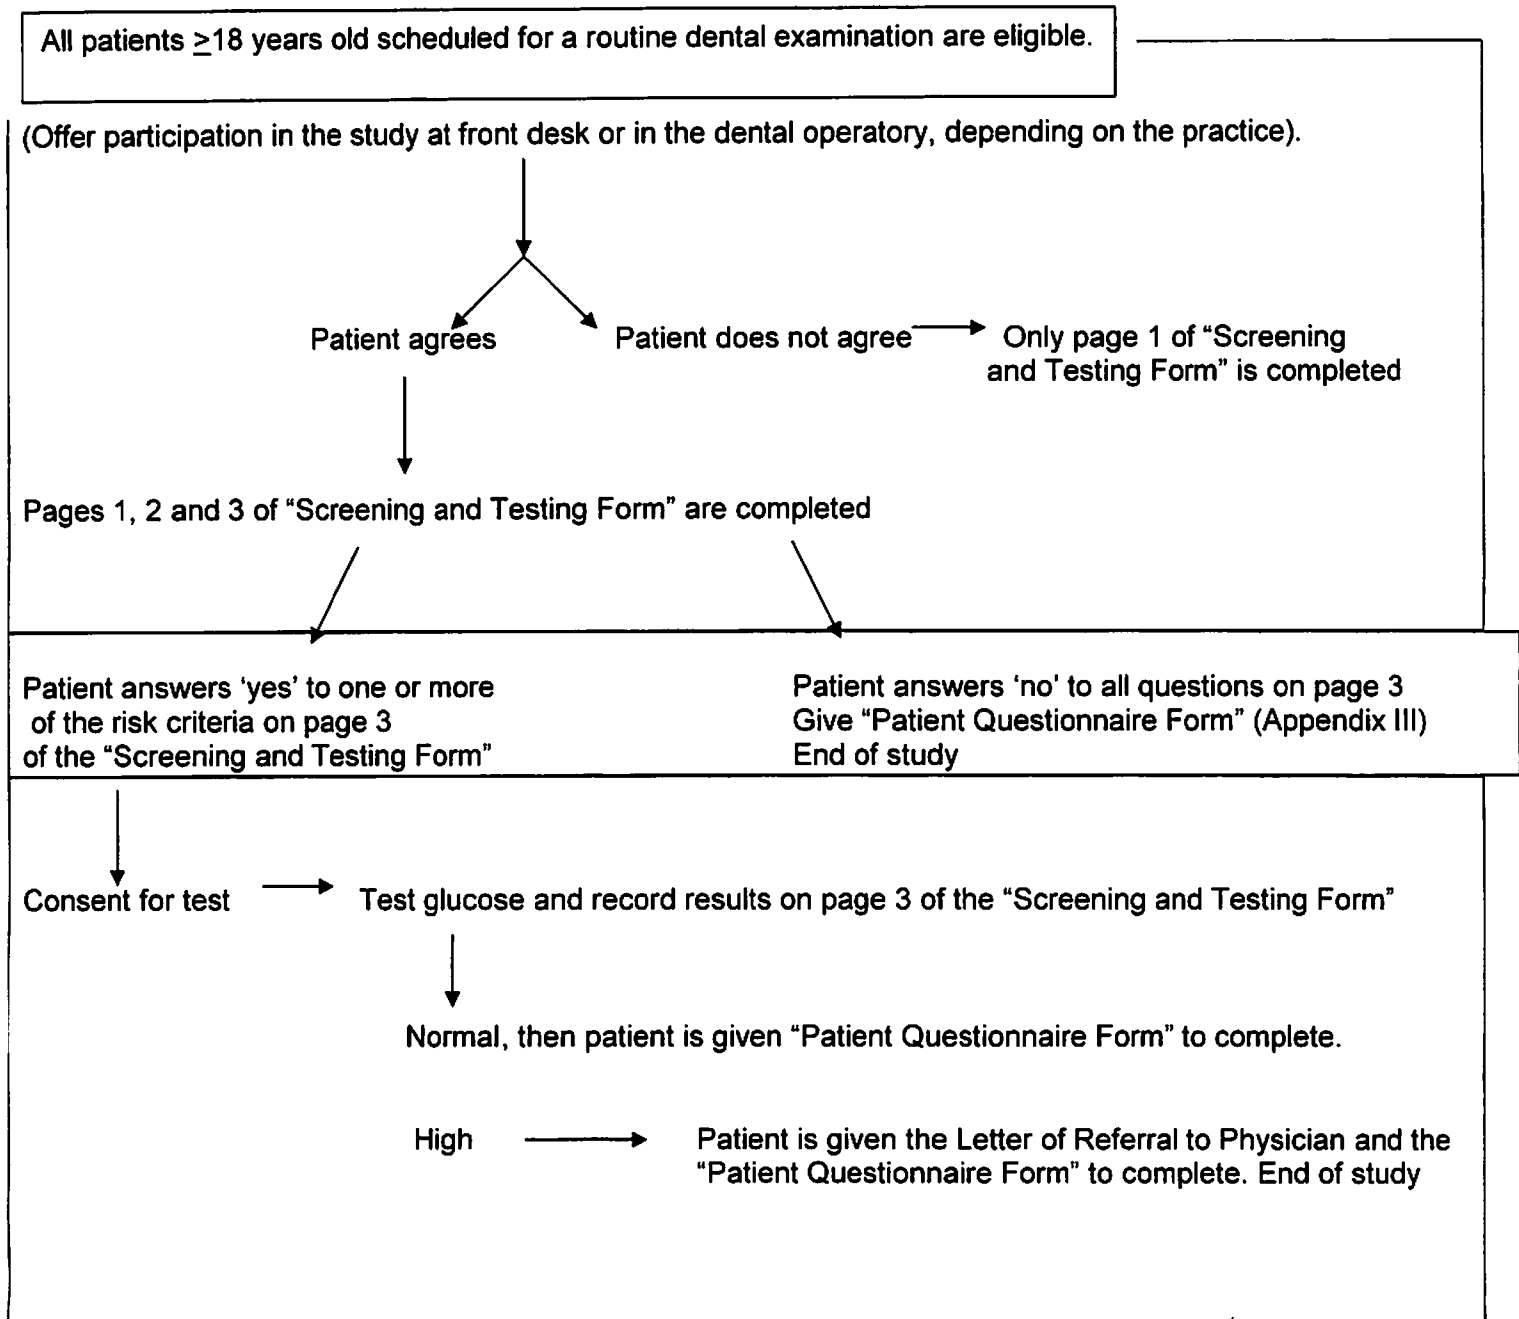 All patients ≥18 years old scheduled for a routine dental examination are eligible.
(Offer participation in the study at front desk or in the dental operatory, depending on the practice).
Patient agrees
Patient does not agree
Only page 1 of “Screening
and Testing Form” is completed
Pages 1, 2 and 3 of “Screening and Testing Form” are completed
Patient answers ‘yes’ to one or more
of the risk criteria on page 3
of the “Screening and Testing Form”
Patient answers ‘no’ to all questions on page 3
Give “Patient Questionnaire Form” (Appendix III)
End of study
Consent for test
Test glucose and record results on page 3 of the “Screening and Testing Form”
Normal, then patient is given “Patient Questionnaire Form” to complete.
High
Patient is given the Letter of Referral to Physician and the
“Patient Questionnaire Form” to complete. End of study